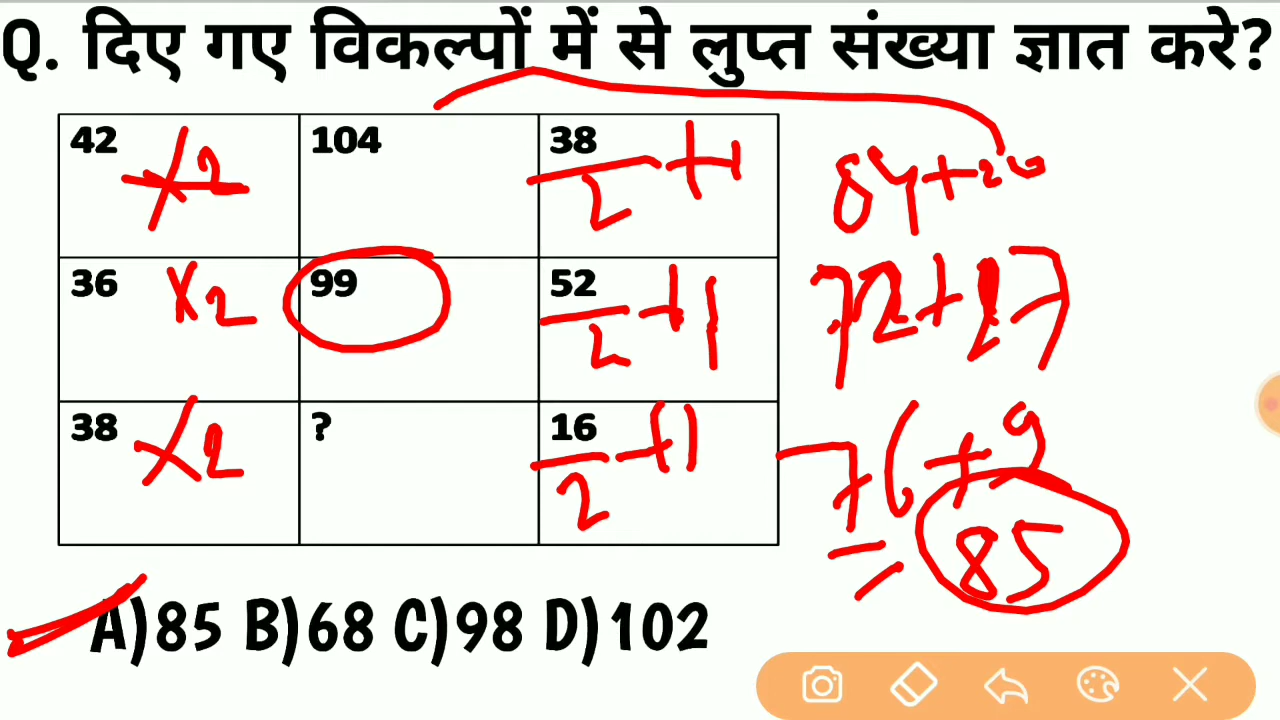 Q. दिए गए विकल्पों में से लुप्त संख्या ज्ञात करे?
42 ×2 104 38/2 +1 84+20
36 ×2 99 52/2 +1 72+27
38 ×2 ? 16/2 +1 76+9
85
A)85 B)68 C)98 D)102